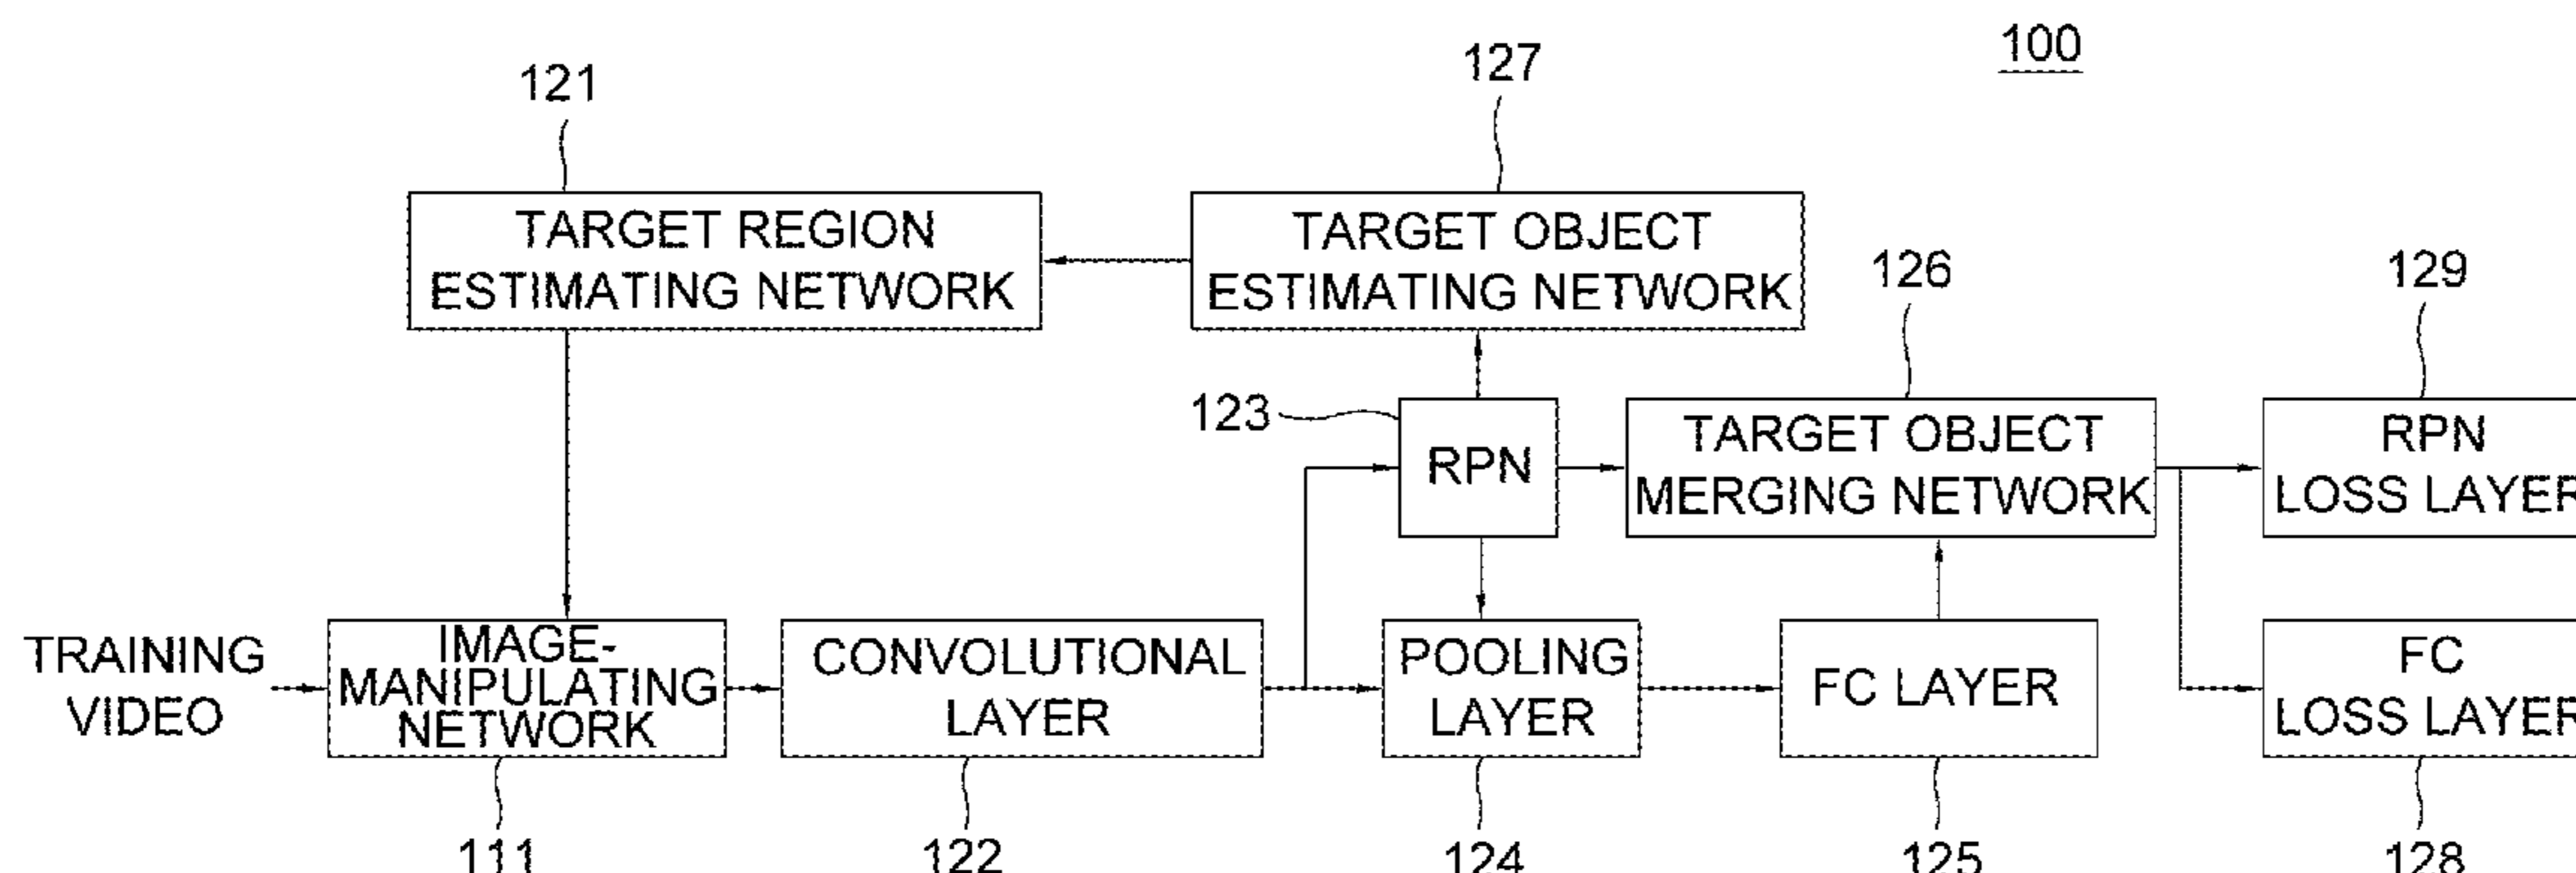 100
127
121
TARGET REGION
ESTIMATING NETWORK
TARGET OBJECT
ESTIMATING NETWORK
126
129
123
RPN
TARGET OBJECT
MERGING NETWORK
RPN
LOSS LAYER
TRAINING
VIDEO
IMAGE-
MANIPULATING
NETWORK
CONVOLUTIONAL
LAYER
POOLING
LAYER
FC LAYER
FC
LOSS LAYER
111
122
124
125
128